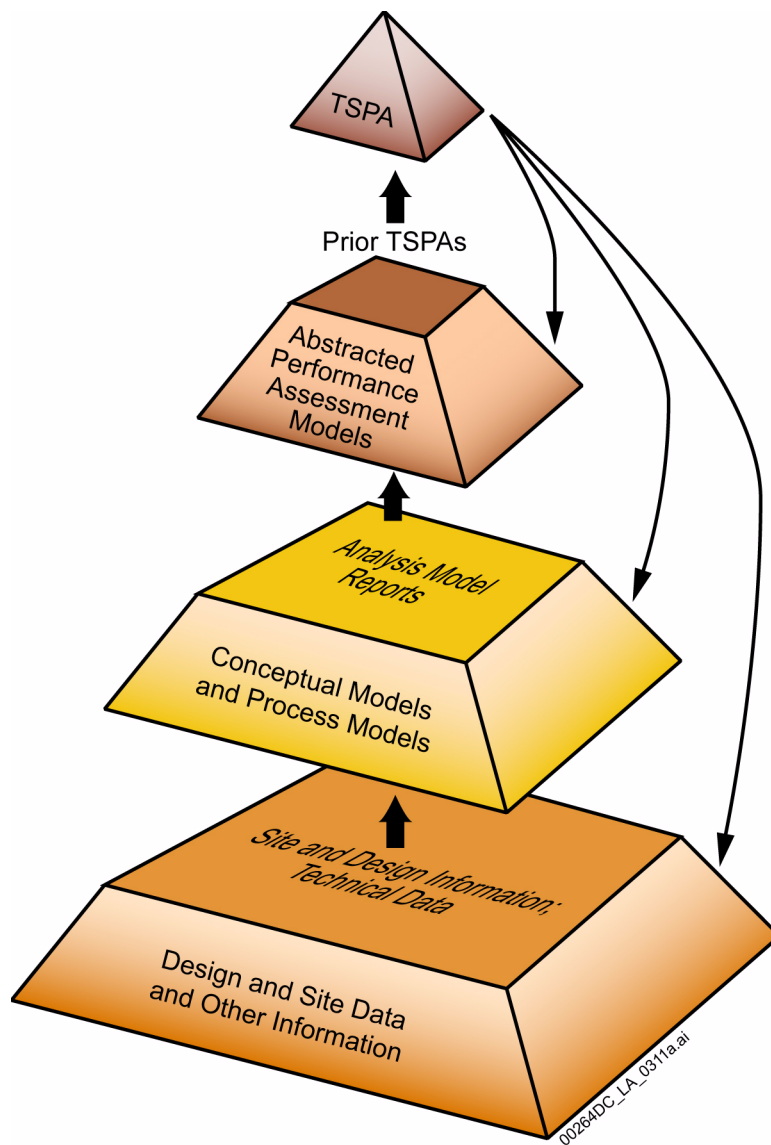 TSPA
Prior TSPAs
Abstracted
Performance
Assessment
Models
Analysis Model
Reports
Conceptual Models
and Process Models
Site and Design Information;
Technical Data
Design and Site Data
and Other Information
00264DC_LA_0311a.ai